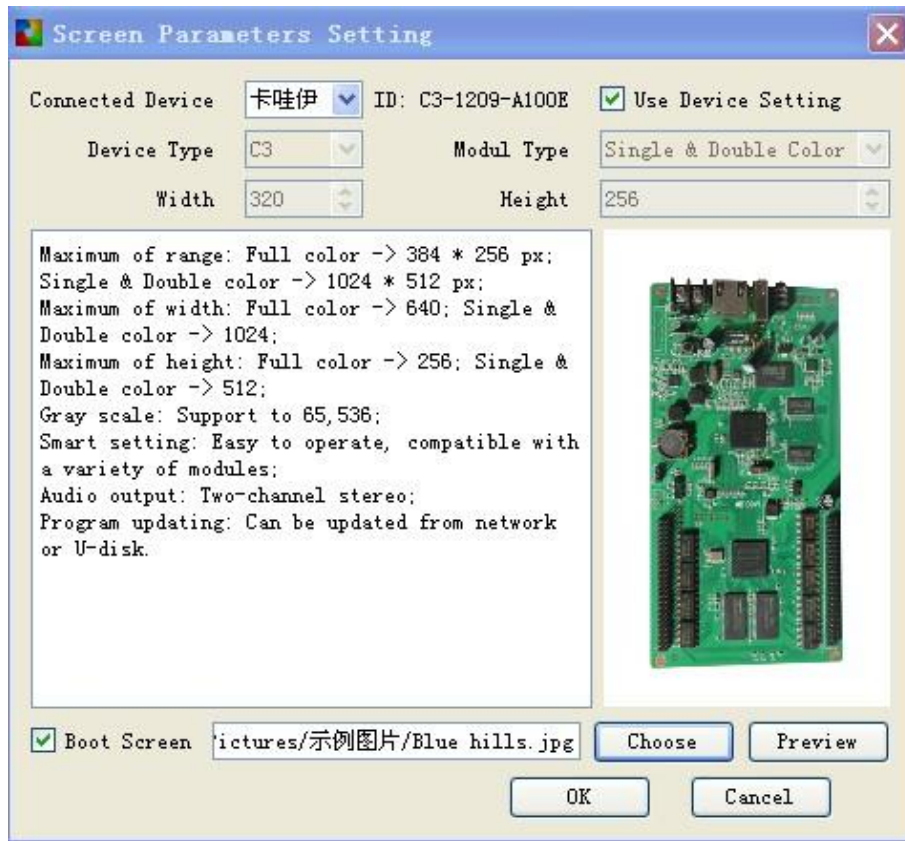 Screen Parameters Setting
Connected Device 卡哇伊 ID: C3-1209-A100E Use Device Setting
Device Type C3 Modul Type Single & Double Color
Width 320 Height 256
Maximum of range: Full color -> 384 * 256 px;
Single & Double color -> 1024 * 512 px;
Maximum of width: Full color -> 640; Single &
Double color -> 1024;
Maximum of height: Full color -> 256; Single &
Double color -> 512;
Gray scale: Support to 65,536;
Smart setting: Easy to operate, compatible with
a variety of modules;
Audio output: Two-channel stereo;
Program updating: Can be updated from network
or U-disk.
Boot Screen ictures/示例图片/Blue hills.jpg Choose Preview
OK Cancel